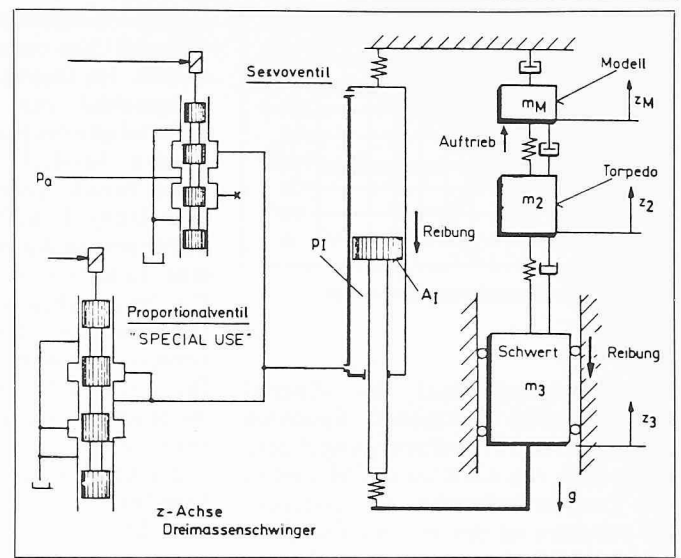 Servoventil
Modell
m_M
z_M
Auftrieb
Torpedo
p_a
m_2
z_2
Reibung
p_I
A_I
Proportionalventil
"SPECIAL USE"
Schwert
m_3
Reibung
z_3
g
z-Achse
Dreimassenschwinger